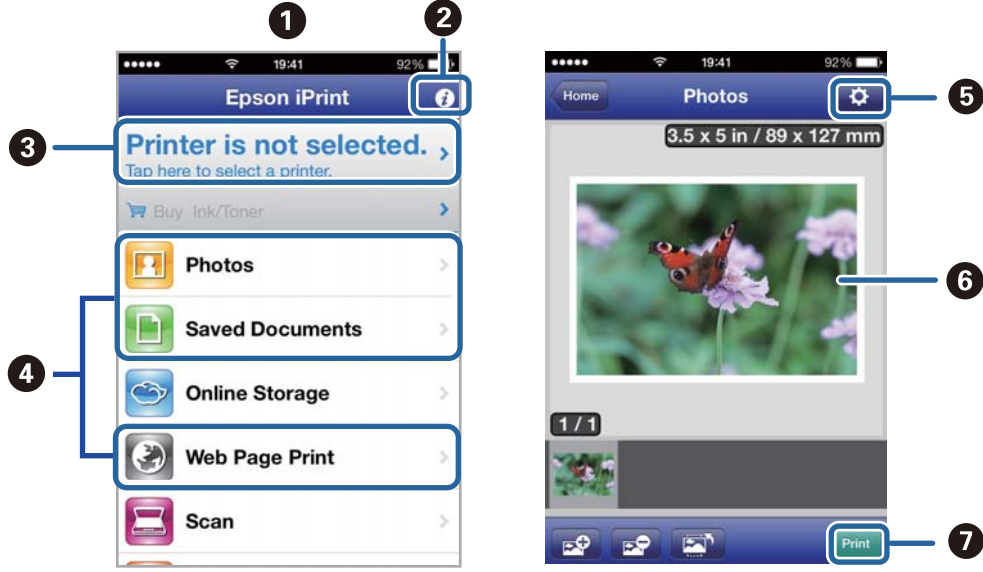 1
2
19:41
92%
Epson iPrint
i
3
Printer is not selected.
Tap here to select a printer.
Buy Ink/Toner
4
Photos
Saved Documents
Online Storage
Web Page Print
Scan
19:41
92%
Home
Photos
5
3.5 x 5 in / 89 x 127 mm
6
1 / 1
Print
7